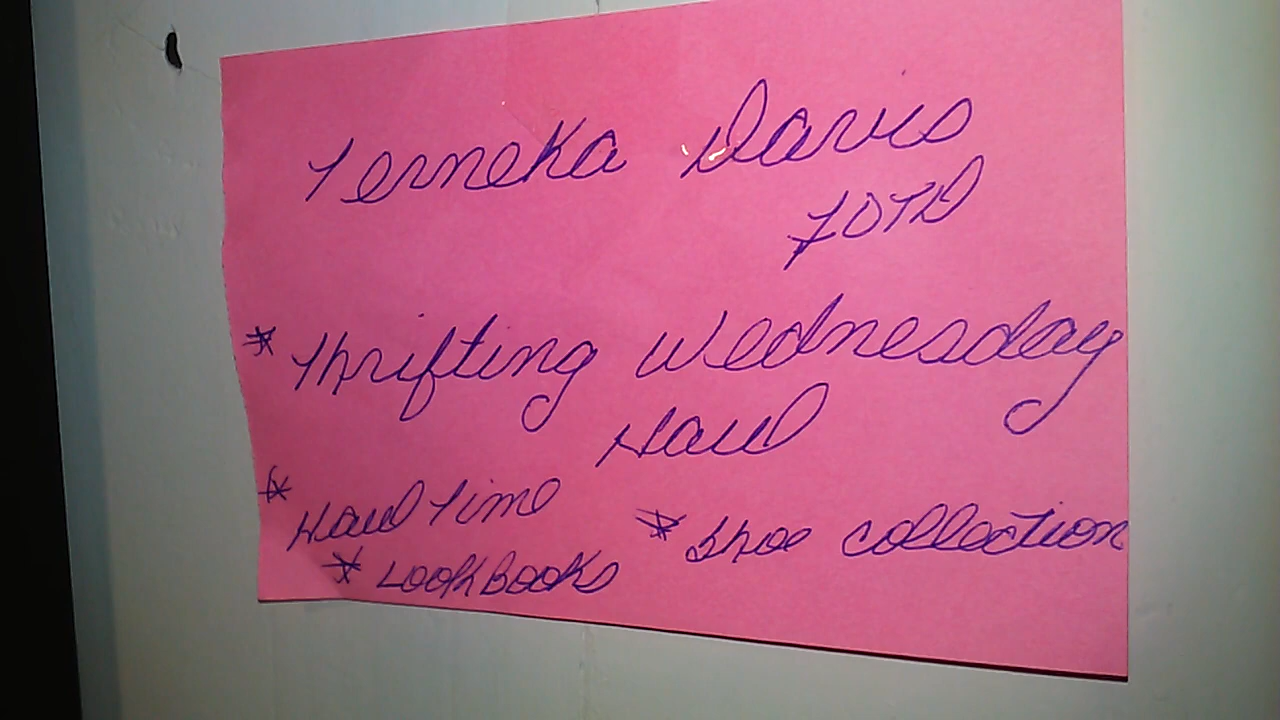 Terneka Davis
FOTD
* Thrifting Wednesday
Haul
* Haul Time
* Shoe collection
* LookBooks